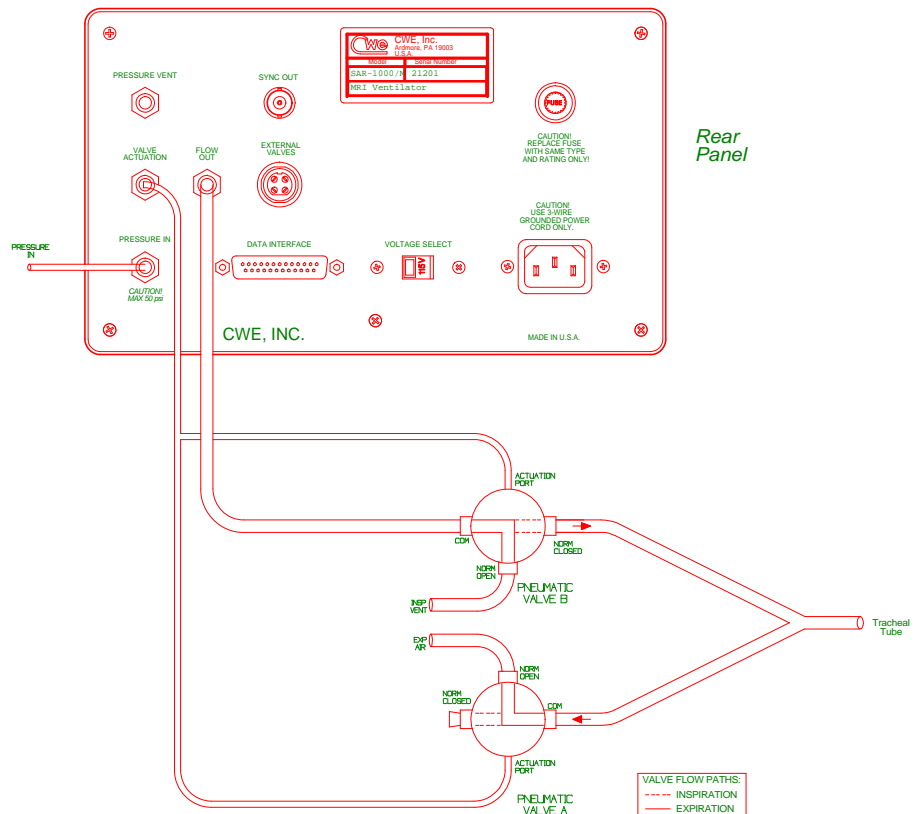 CWE
CWE, Inc.
Ardmore, PA 19003
U.S.A.
Model Serial Number
SAR-1000/M 21201
MRI Ventilator
PRESSURE VENT
SYNC OUT
FUSE
CAUTION!
REPLACE FUSE
WITH SAME TYPE
AND RATING ONLY!
Rear
Panel
VALVE
ACTUATION
FLOW
OUT
EXTERNAL
VALVES
CAUTION!
USE 3-WIRE
GROUNDED POWER
CORD ONLY.
PRESSURE
IN
PRESSURE IN
DATA INTERFACE
VOLTAGE SELECT
115V
CAUTION!
MAX 50 psi
CWE, INC.
MADE IN U.S.A.
ACTUATION
PORT
COM
NORM
CLOSED
NORM
OPEN
PNEUMATIC
VALVE B
INSP
VENT
EXP
AIR
Tracheal
Tube
NORM
OPEN
NORM
CLOSED
COM
ACTUATION
PORT
PNEUMATIC
VALVE A
VALVE FLOW PATHS:
INSPIRATION
EXPIRATION